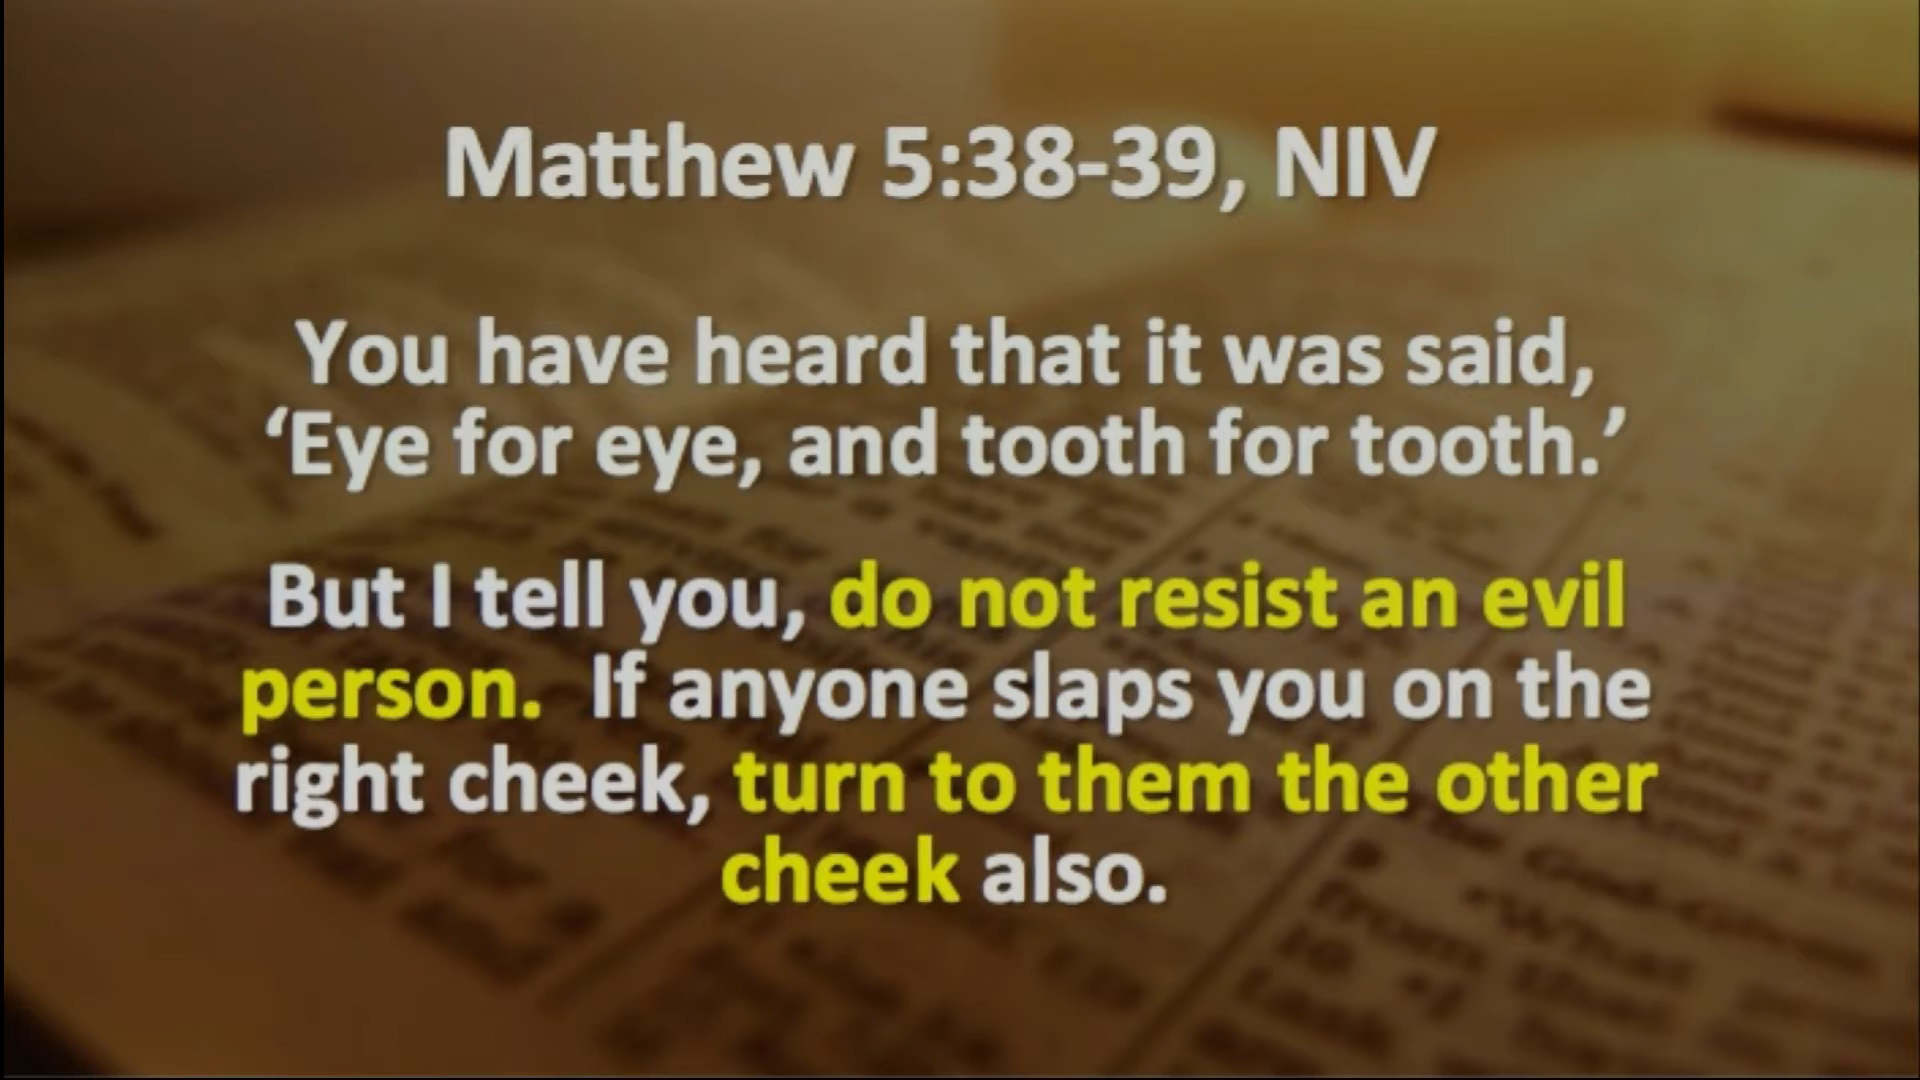 Matthew 5:38-39, NIV
You have heard that it was said,
‘Eye for eye, and tooth for tooth.’
But I tell you, do not resist an evil
person.  If anyone slaps you on the
right cheek, turn to them the other
cheek also.